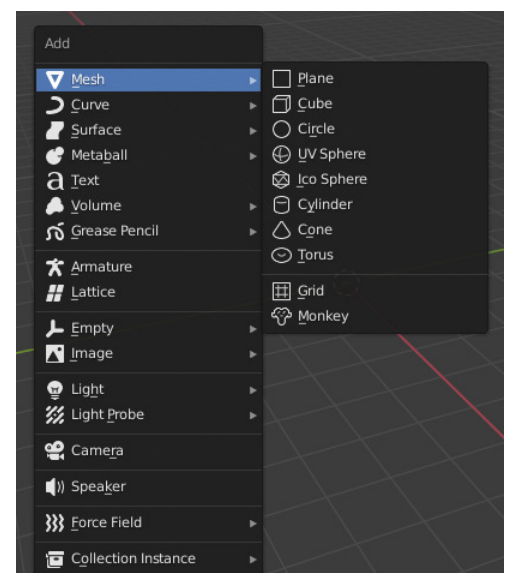 Add
Mesh
Curve
Surface
Metaball
Text
Volume
Grease Pencil
Armature
Lattice
Empty
Image
Light
Light Probe
Camera
Speaker
Force Field
Collection Instance
Plane
Cube
Circle
UV Sphere
Ico Sphere
Cylinder
Cone
Torus
Grid
Monkey